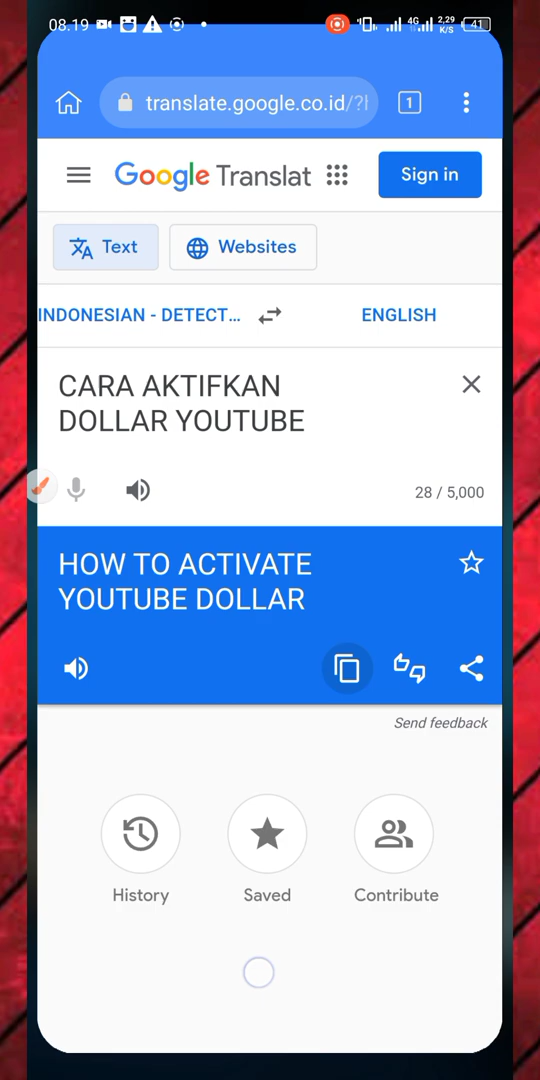 08.19
4G 2,29 K/S 41
translate.google.co.id/?
1
Google Translat
Sign in
Text
Websites
INDONESIAN - DETECT...
ENGLISH
CARA AKTIFKAN
DOLLAR YOUTUBE
28 / 5,000
HOW TO ACTIVATE
YOUTUBE DOLLAR
Send feedback
History
Saved
Contribute